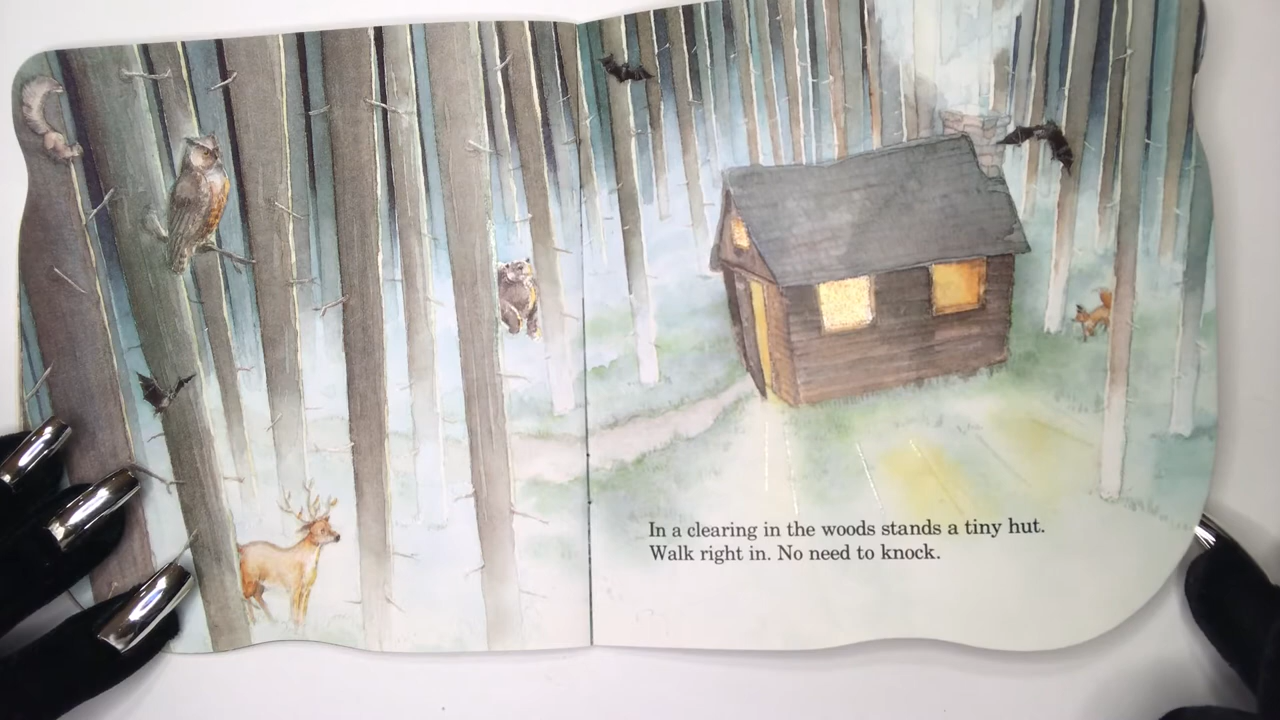 In a clearing in the woods stands a tiny hut.
Walk right in. No need to knock.